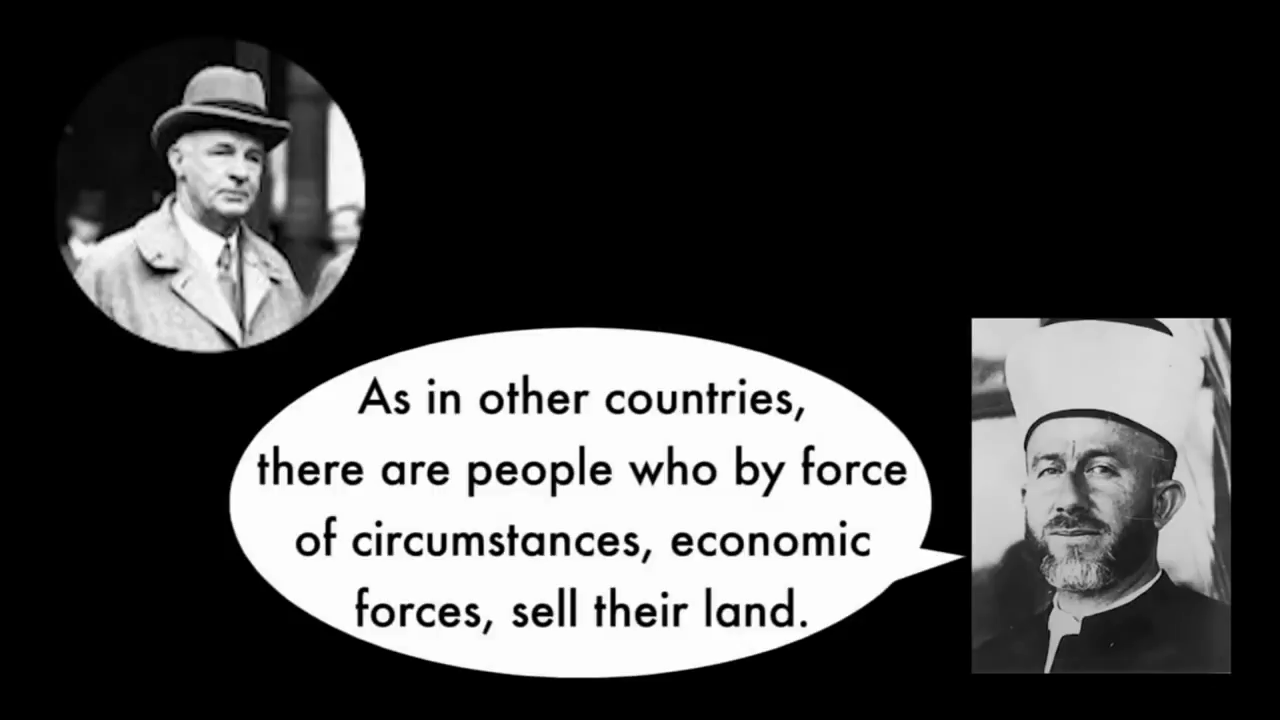 As in other countries,
there are people who by force
of circumstances, economic
forces, sell their land.